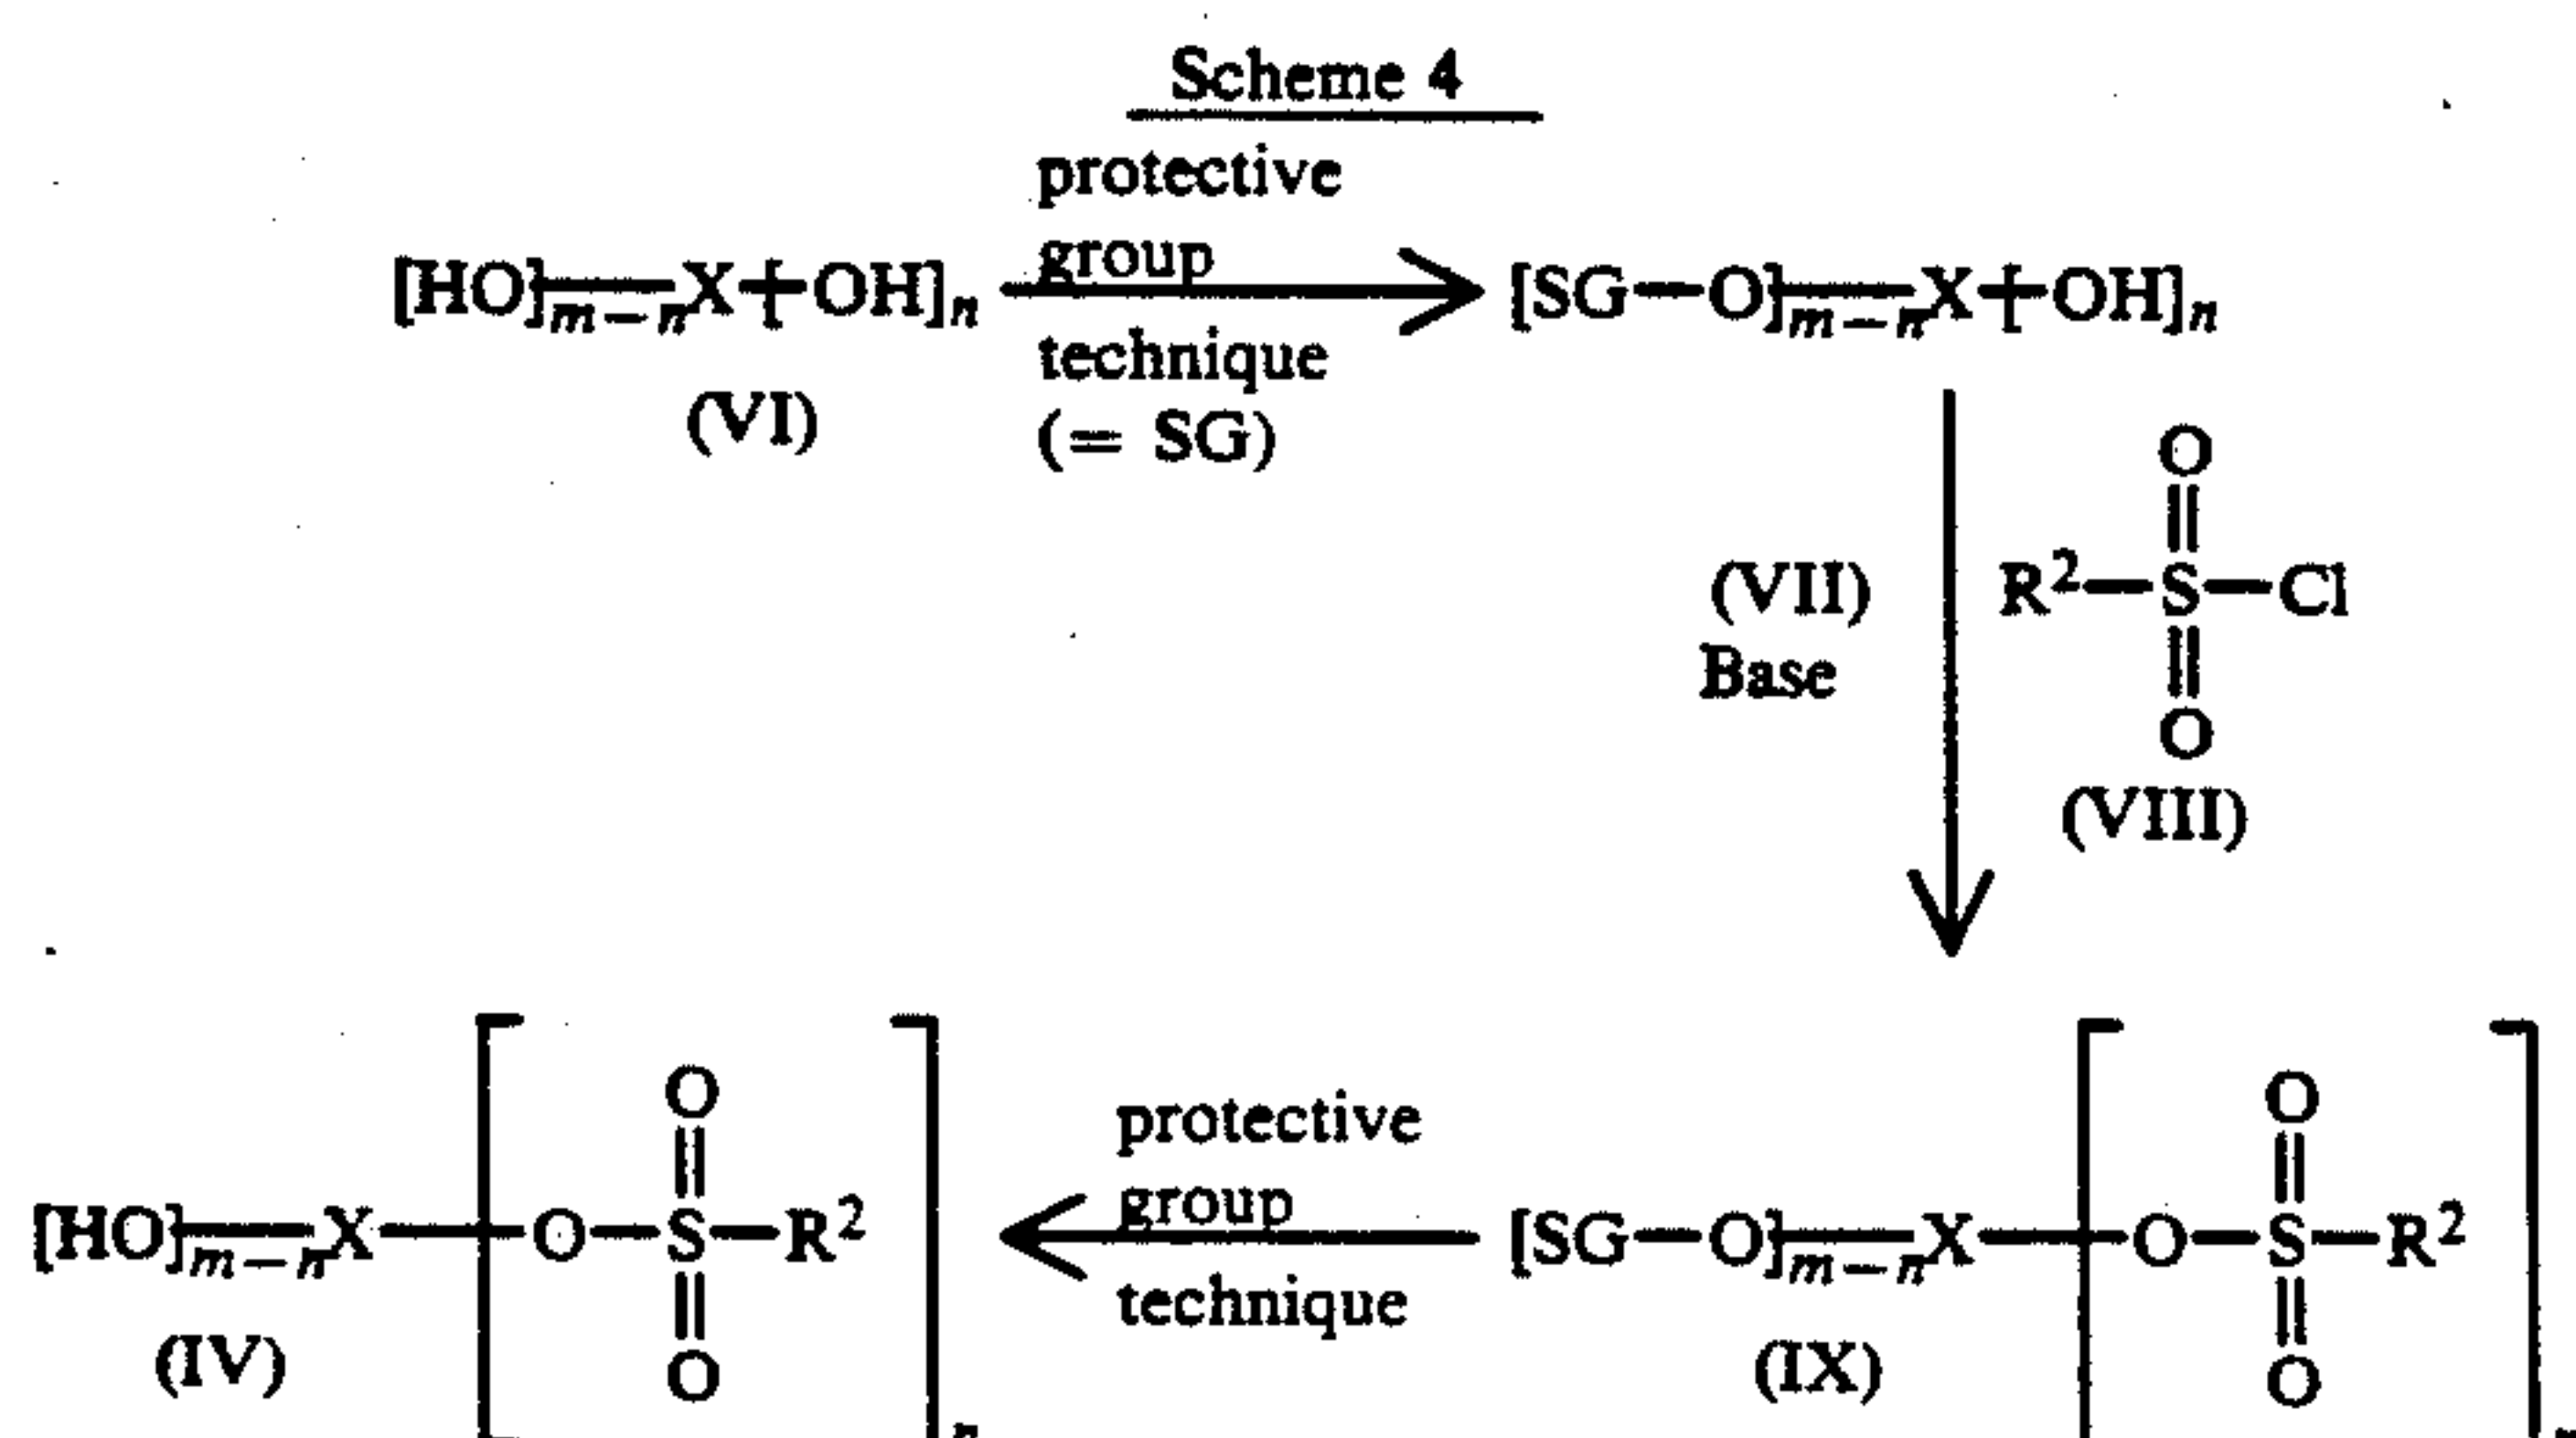 Scheme 4
protective
group
[HO]m−n X [OH]n
[SG—O]m−n X [OH]n
technique
(= SG)
(VI)
O
(VII)
Base
R²—S—Cl
O
(VIII)
O
protective
group
O
[HO]m−n X—[O—S—R²]n
[SG—O]m−n X—[O—S—R²]n
technique
(IV)
O
(IX)
O